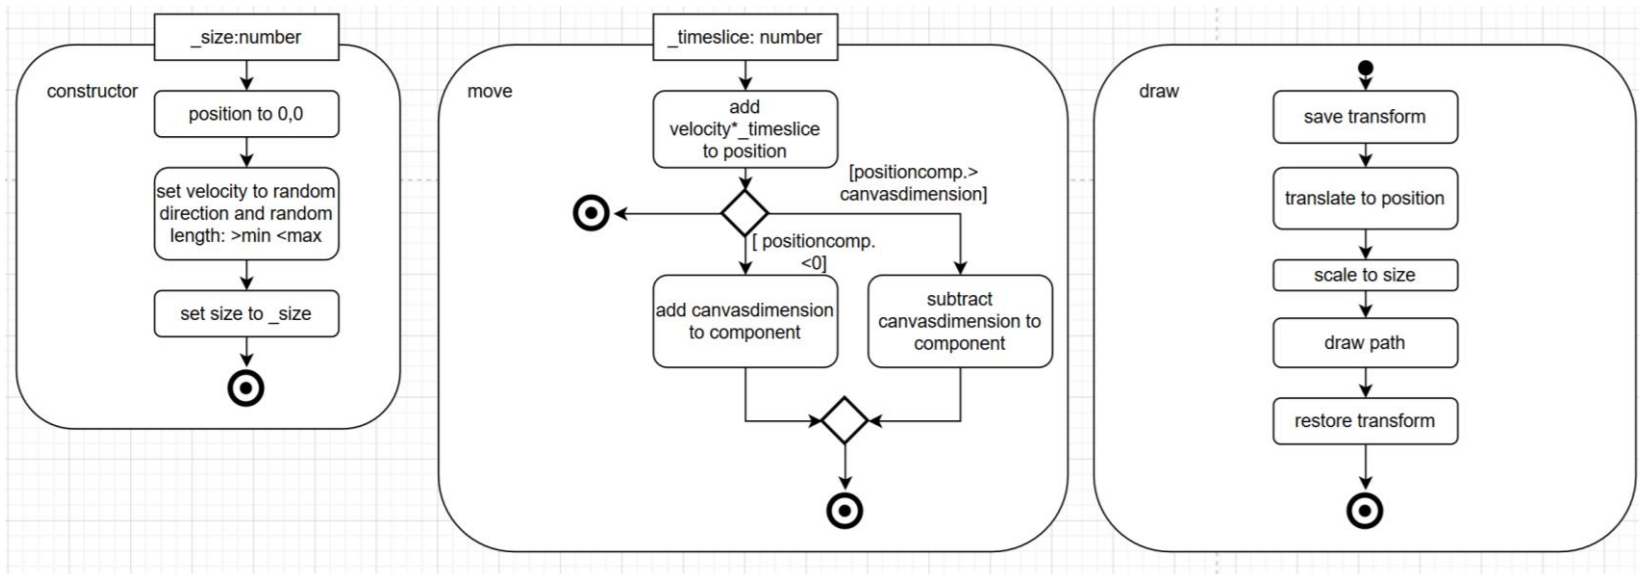 _size:number
constructor
position to 0,0
set velocity to random
direction and random
length: >min <max
set size to _size
_timeslice: number
move
add
velocity*_timeslice
to position
[positioncomp.>
canvasdimension]
[ positioncomp.
<0]
add canvasdimension
to component
subtract
canvasdimension to
component
draw
save transform
translate to position
scale to size
draw path
restore transform